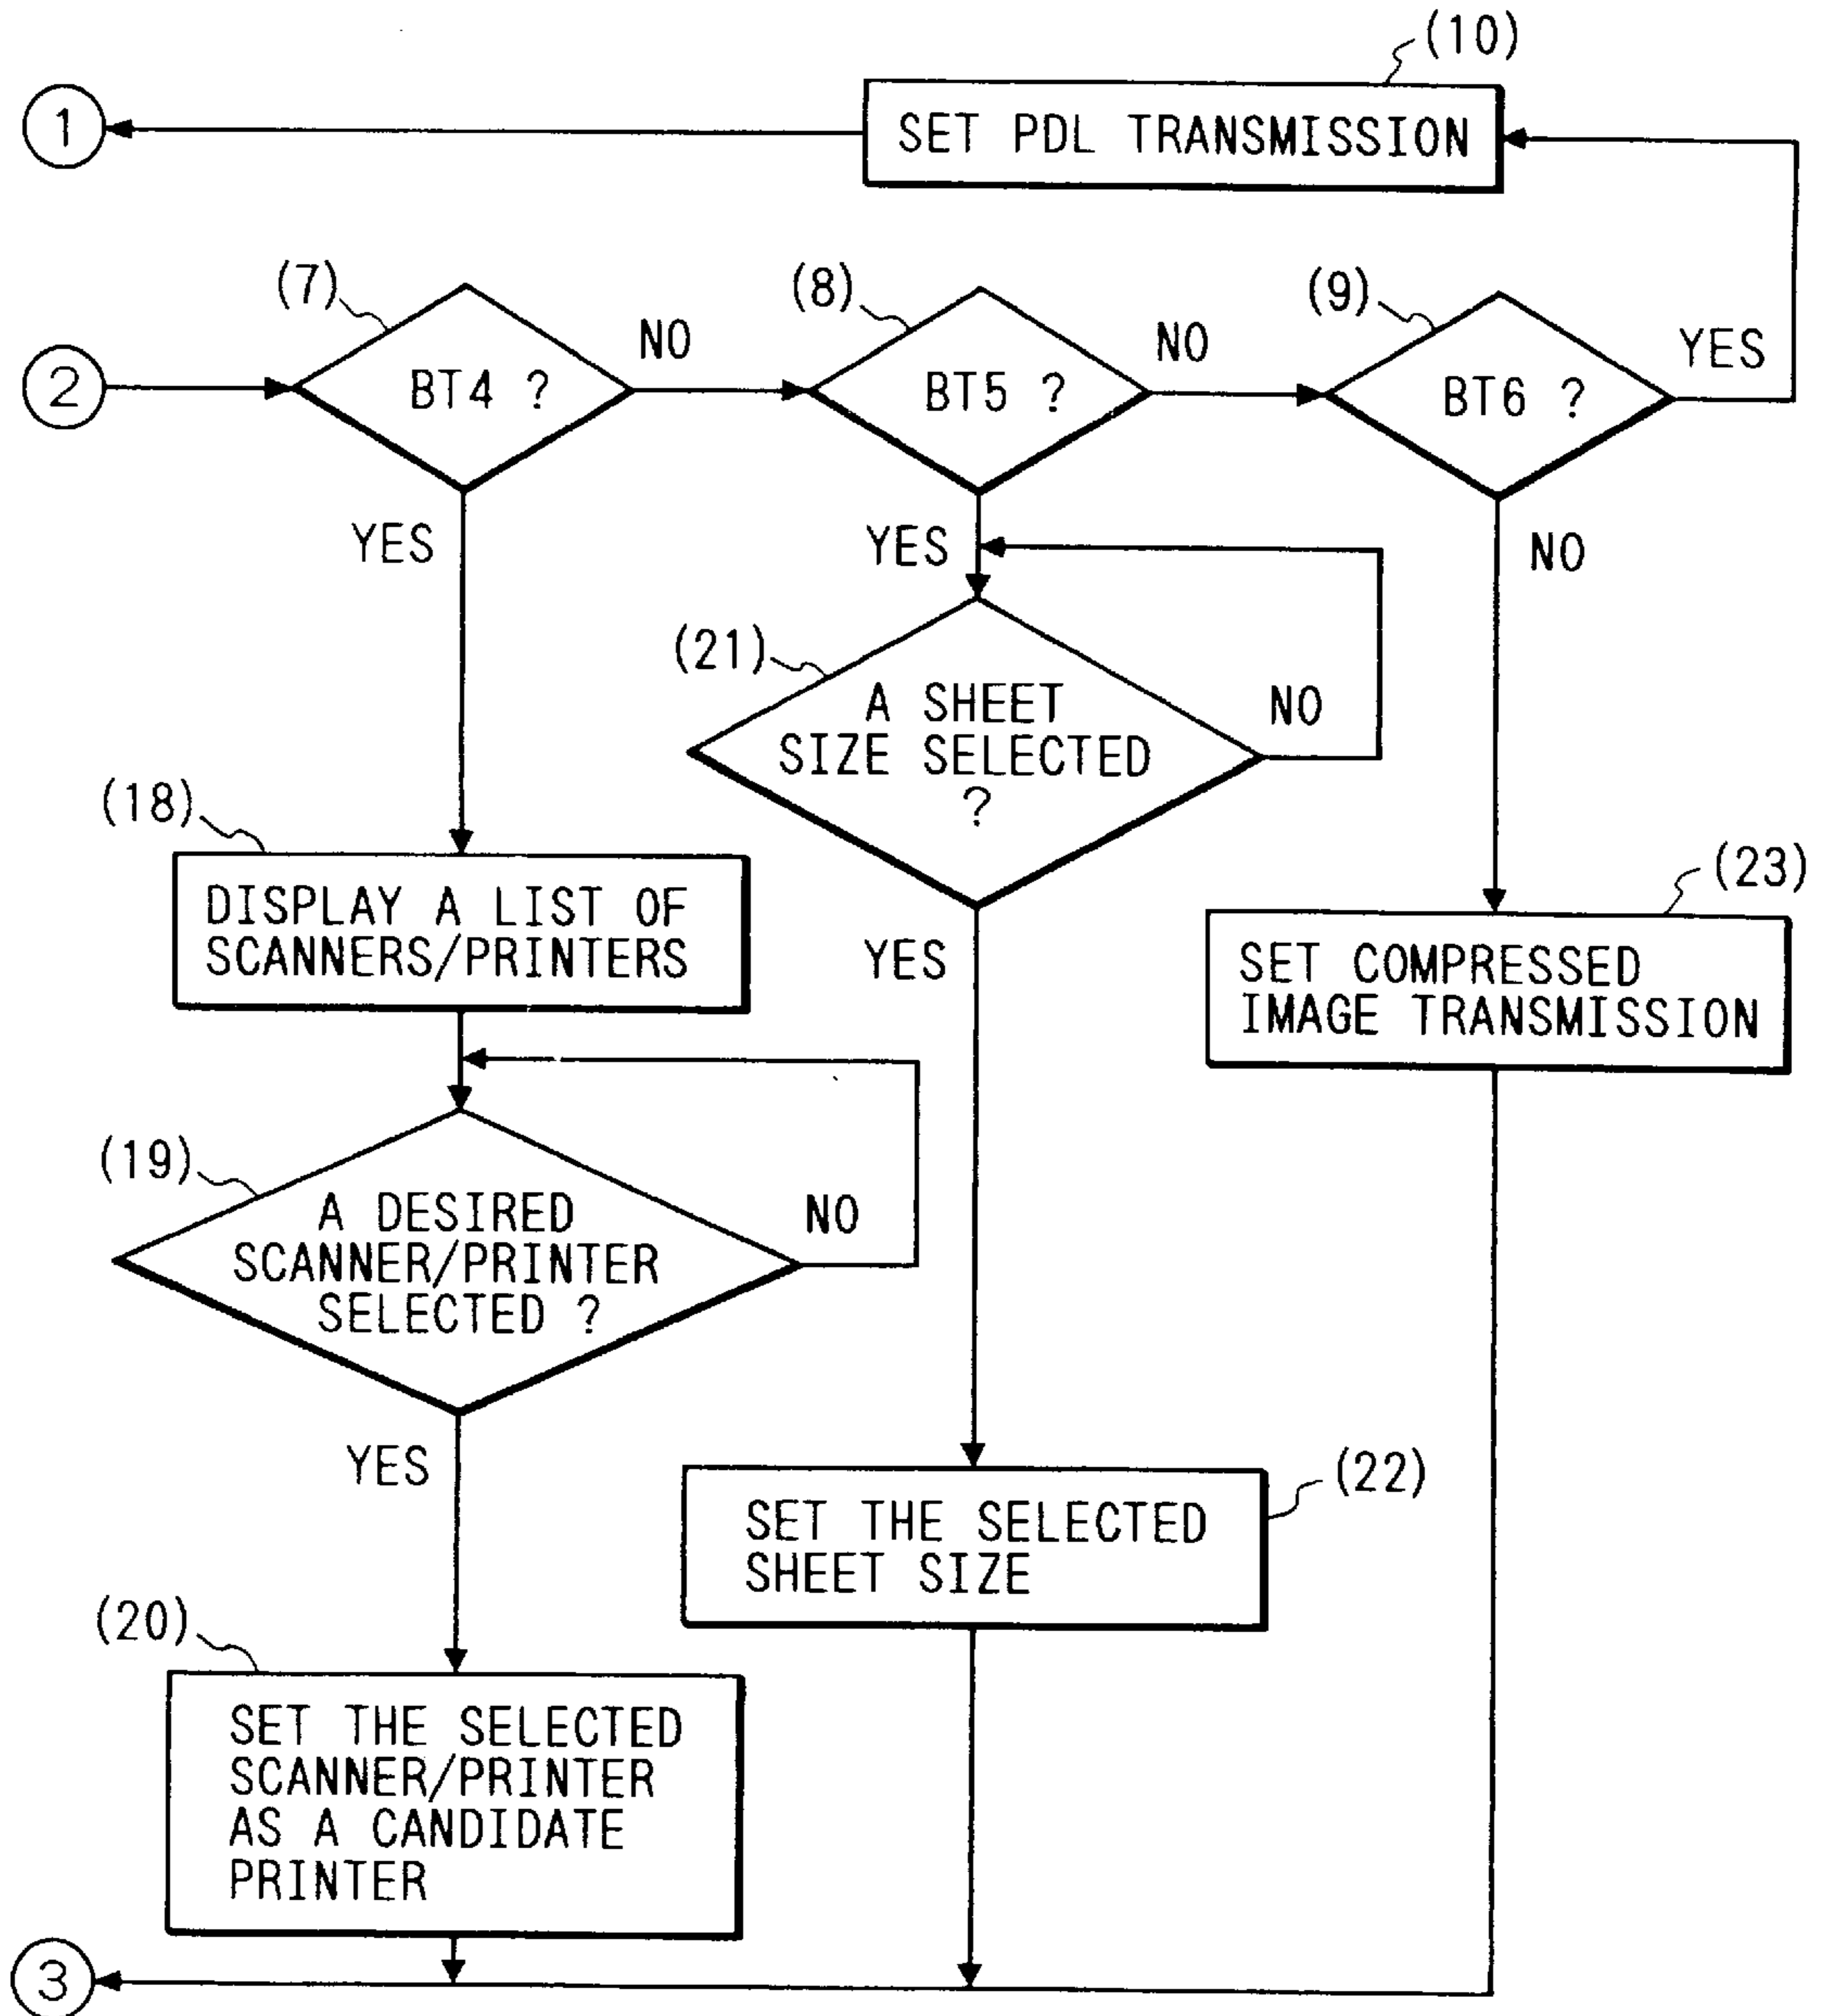 (10)
1
SET PDL TRANSMISSION
(7)
(8)
(9)
NO
NO
YES
2
BT4 ?
BT5 ?
BT6 ?
YES
YES
NO
(21)
A SHEET
SIZE SELECTED
?
NO
(18)
DISPLAY A LIST OF
SCANNERS/PRINTERS
YES
(23)
SET COMPRESSED
IMAGE TRANSMISSION
(19)
A DESIRED
SCANNER/PRINTER
SELECTED ?
NO
YES
(22)
SET THE SELECTED
SHEET SIZE
(20)
SET THE SELECTED
SCANNER/PRINTER
AS A CANDIDATE
PRINTER
3